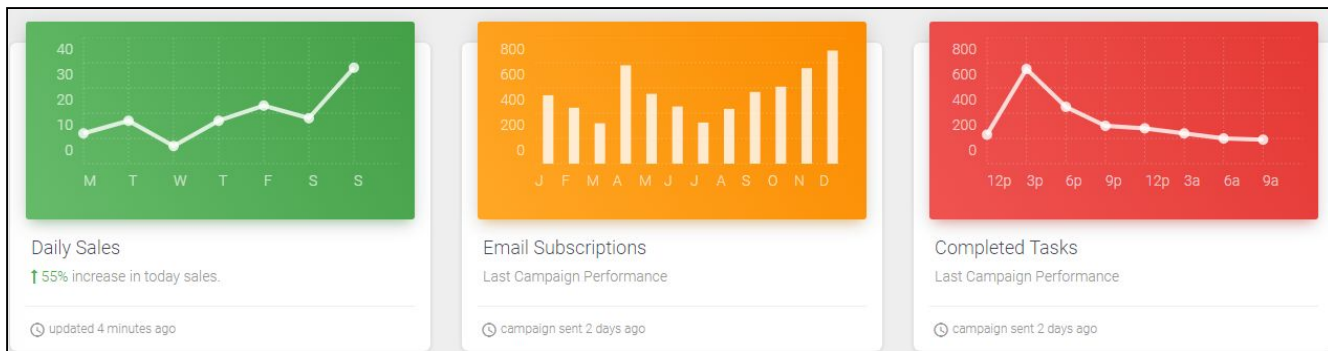 40
30
20
10
0
M T W T F S S
Daily Sales
55% increase in today sales.
updated 4 minutes ago
800
600
400
200
0
J F M A M J J A S O N D
Email Subscriptions
Last Campaign Performance
campaign sent 2 days ago
800
600
400
200
0
12p 3p 6p 9p 12p 3a 6a 9a
Completed Tasks
Last Campaign Performance
campaign sent 2 days ago